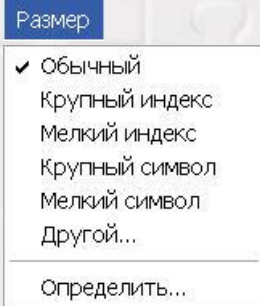 Размер
Обычный
Крупный индекс
Мелкий индекс
Крупный символ
Мелкий символ
Другой...
Определить...